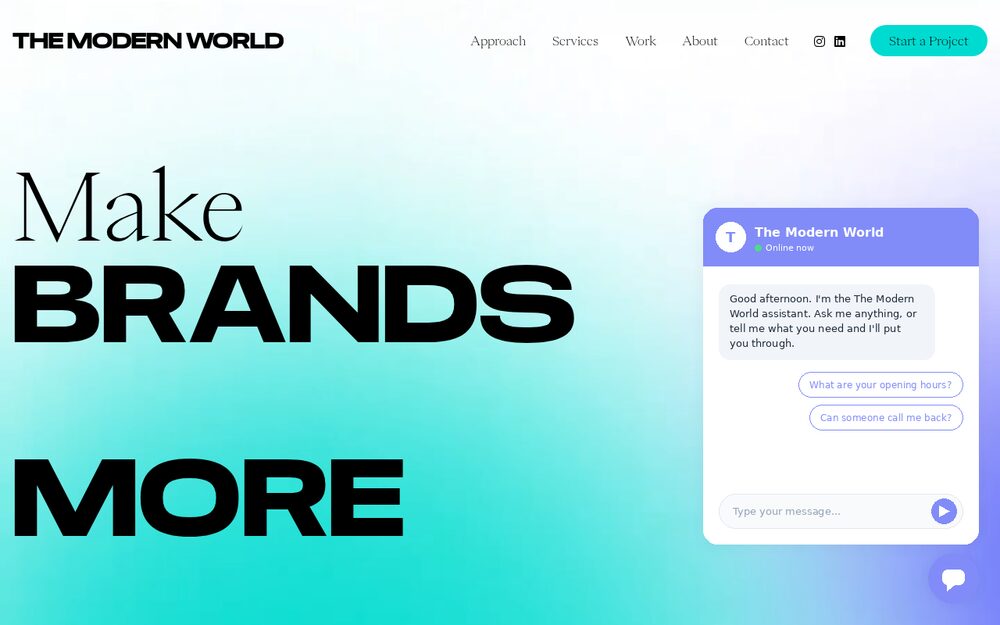 THE MODERN WORLD
Approach
Services
Work
About
Contact
Start a Project
Make
BRANDS
MORE
T
The Modern World
Online now
Good afternoon. I'm the The Modern
World assistant. Ask me anything, or
tell me what you need and I'll put
you through.
What are your opening hours?
Can someone call me back?
Type your message...